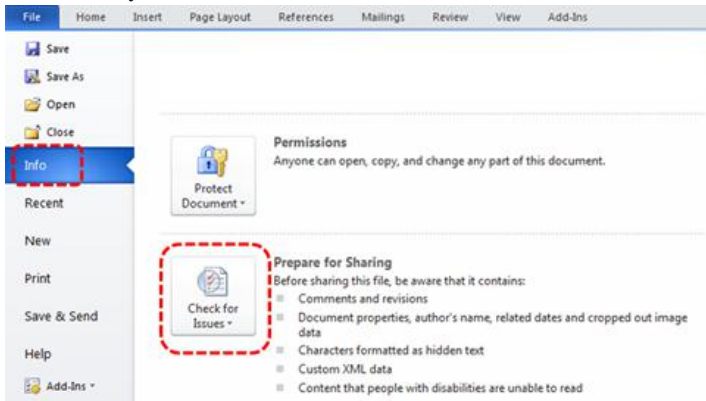 File Home Insert Page Layout References Mailings Review View Add-Ins
Save
Save As
Open
Close
Info
Recent
New
Print
Save & Send
Help
Add-Ins
Protect
Document
Permissions
Anyone can open, copy, and change any part of this document.
Check for
Issues
Prepare for Sharing
Before sharing this file, be aware that it contains:
Comments and revisions
Document properties, author's name, related dates and cropped out image
data
Characters formatted as hidden text
Custom XML data
Content that people with disabilities are unable to read